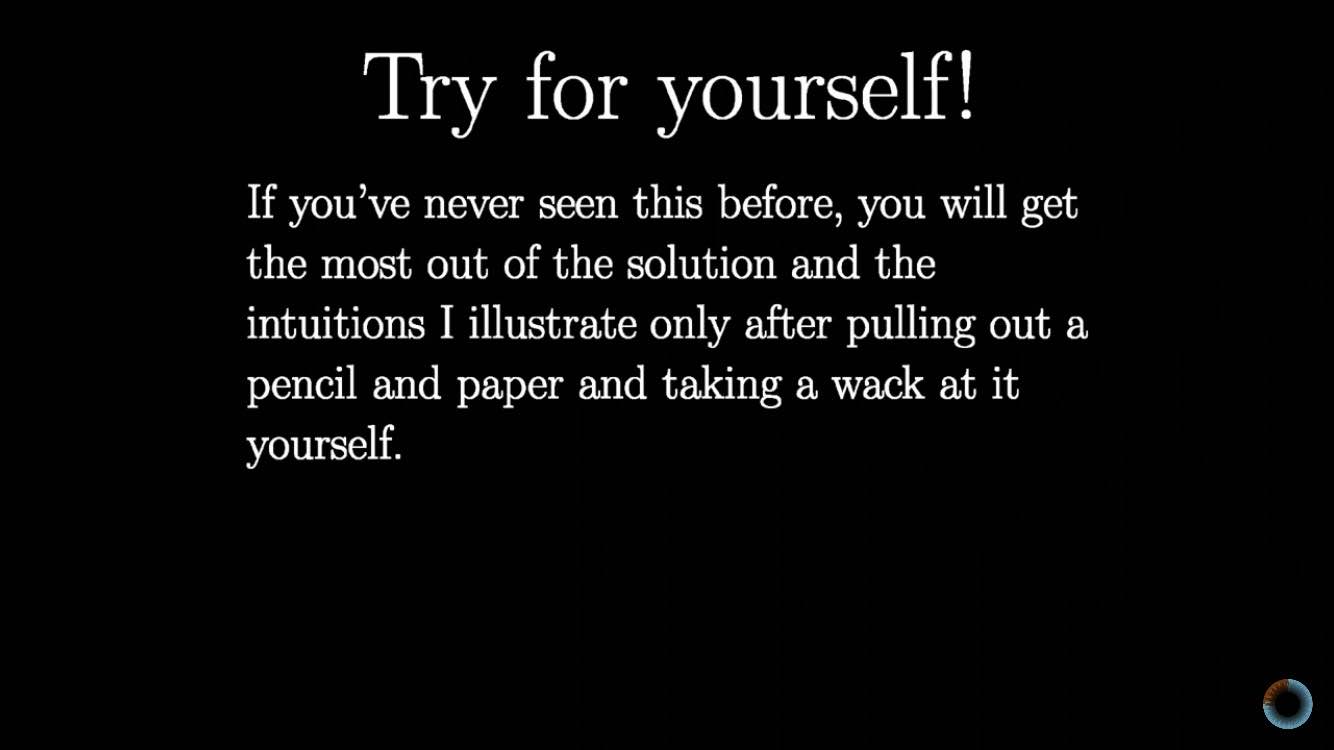 Try for yourself!
If you've never seen this before, you will get
the most out of the solution and the
intuitions I illustrate only after pulling out a
pencil and paper and taking a wack at it
yourself.